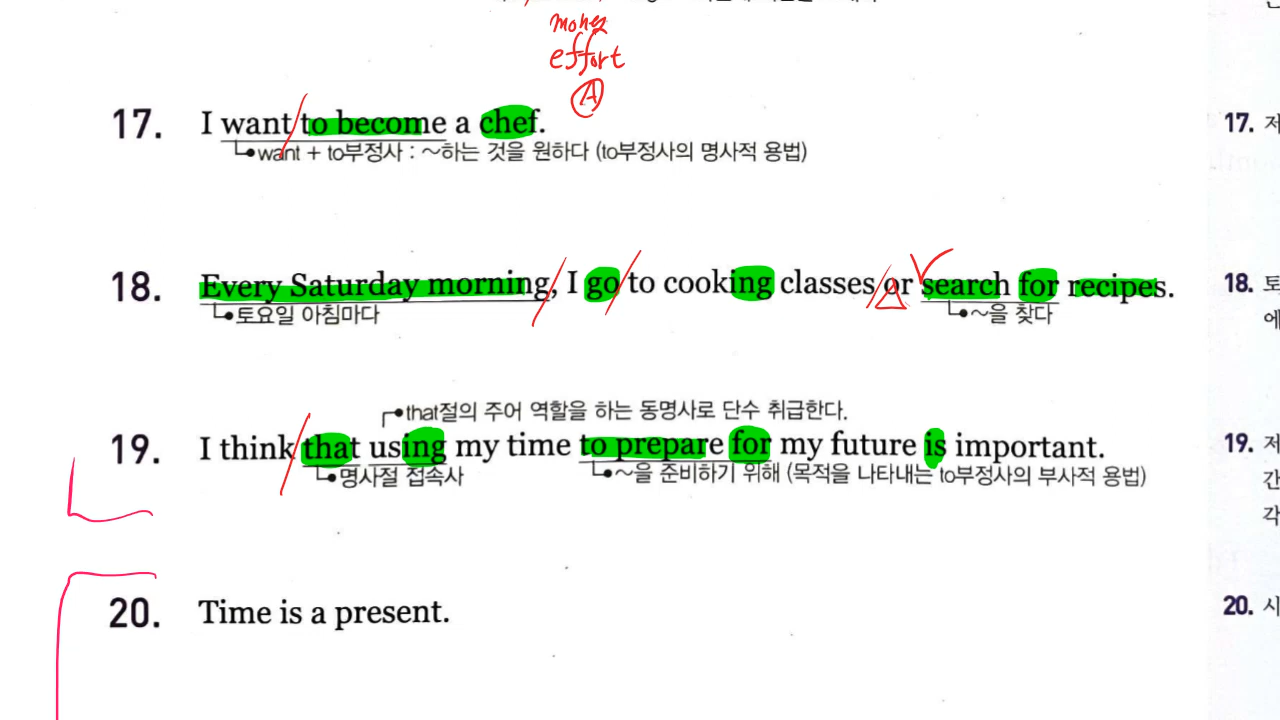 money
effort
A
17. I want to become a chef.
want + to부정사 : ~하는 것을 원하다 (to부정사의 명사적 용법)
17. 저
18. Every Saturday morning, I go to cooking classes or search for recipes.
토요일 아침마다
~을 찾다
18. 토
에
that절의 주어 역할을 하는 동명사로 단수 취급한다.
19. I think that using my time to prepare for my future is important.
명사절 접속사
~을 준비하기 위해 (목적을 나타내는 to부정사의 부사적 용법)
19. 제
간
각
20. Time is a present.
20. 시